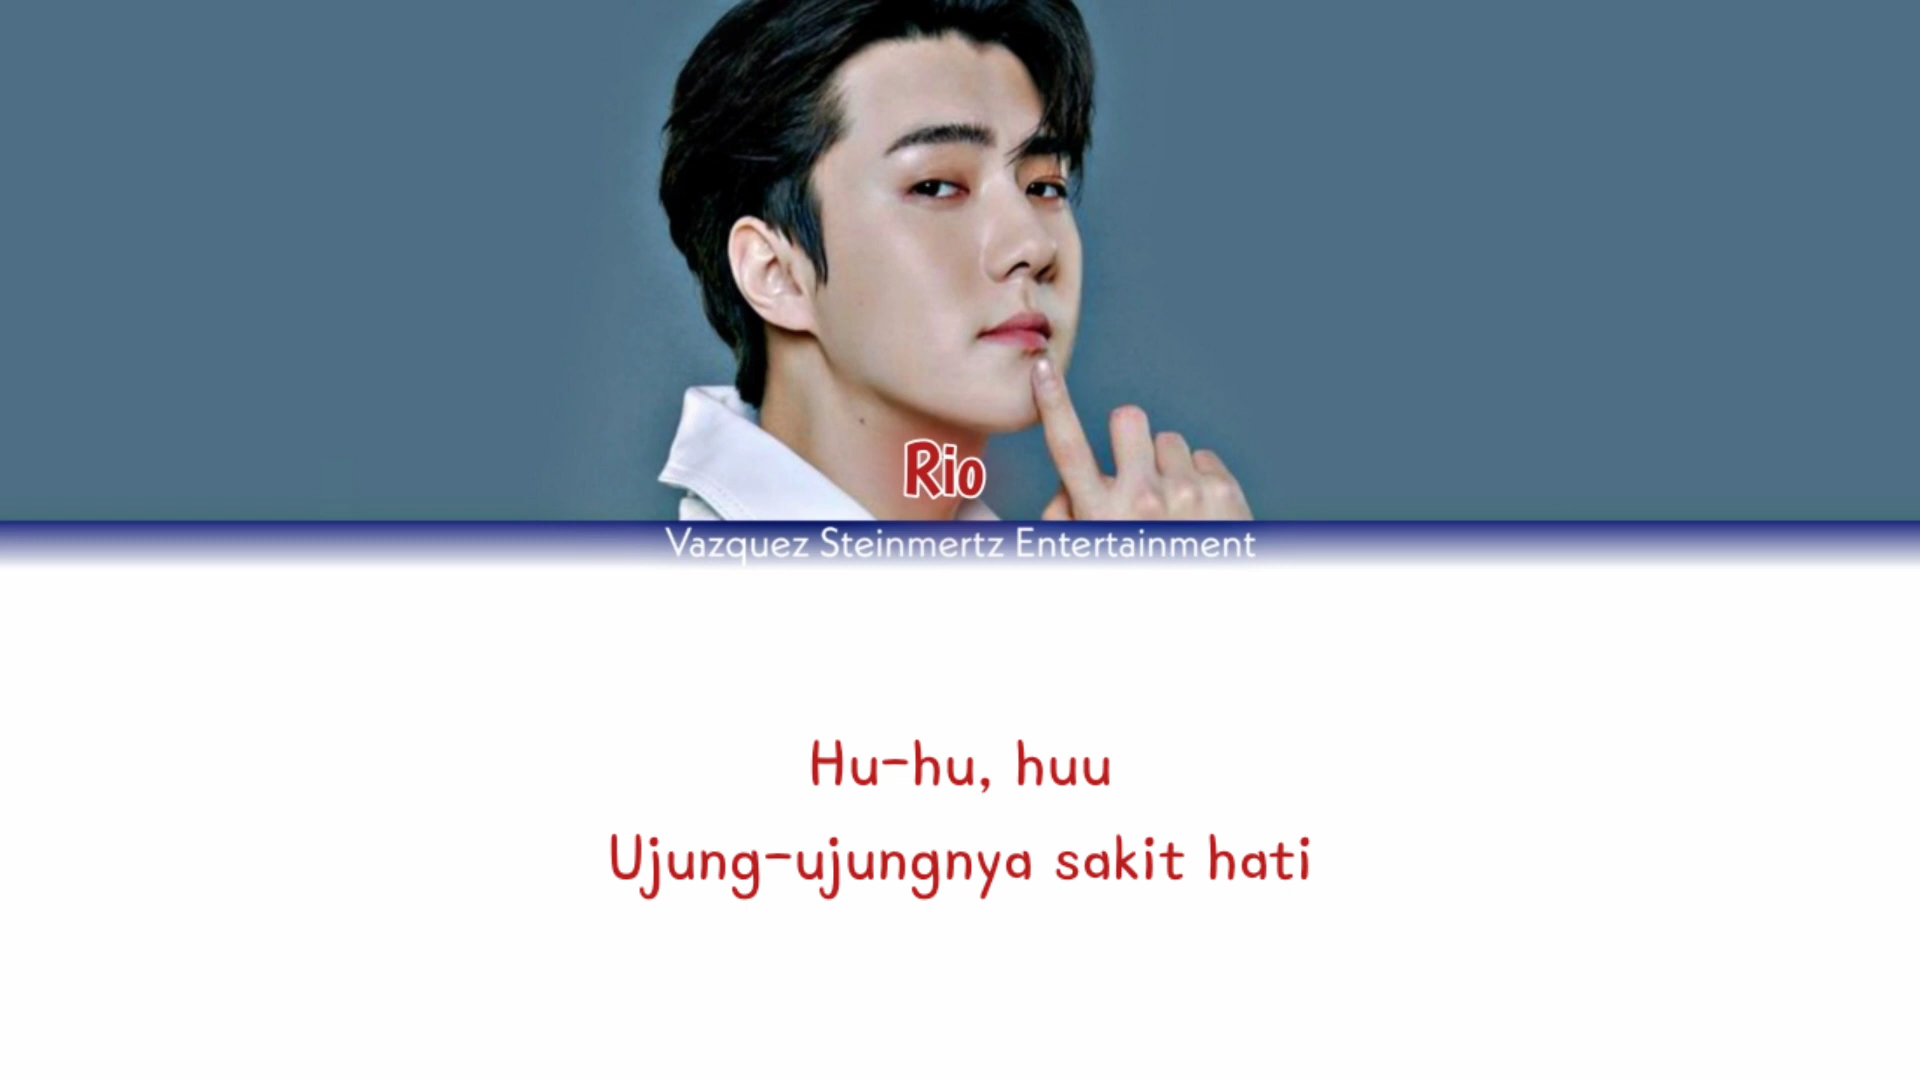 Rio
Vazquez Steinmertz Entertainment
Hu-hu, huu
Ujung-ujungnya sakit hati